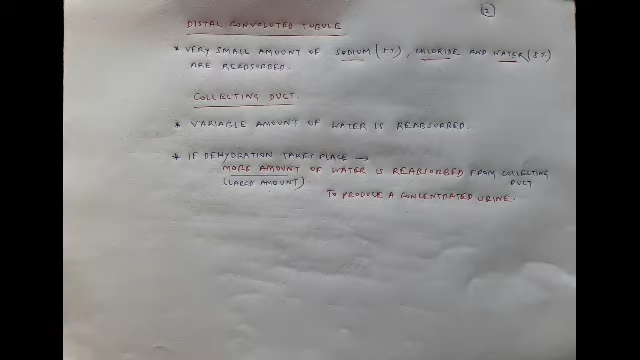 (2)
DISTAL CONVOLUTED TUBULE
* VERY SMALL AMOUNT OF SODIUM (5%), CHLORIDE AND WATER (8%)
ARE REABSORBED.
COLLECTING DUCT.
* VARIABLE AMOUNT OF WATER IS REABSORBED.
* IF DEHYDRATION TAKES PLACE →
MORE AMOUNT OF WATER IS REABSORBED FROM COLLECTING DUCT
(LARGE AMOUNT)
TO PRODUCE A CONCENTRATED URINE.